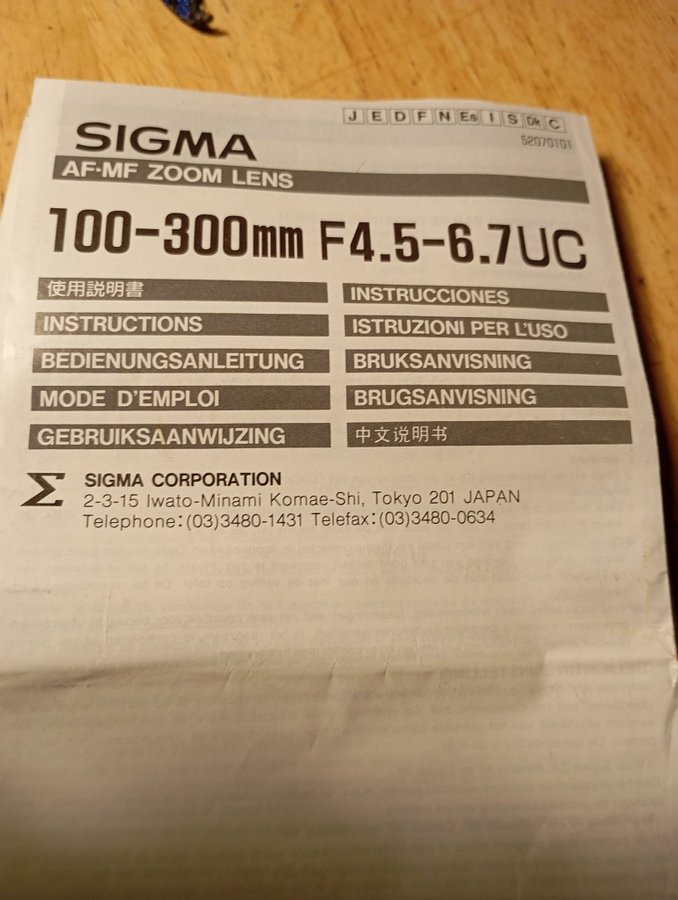 J E D F N Es I S Dk C
SIGMA
52070101
AF·MF ZOOM LENS
100-300mm F4.5-6.7UC
使用説明書
INSTRUCTIONS
BEDIENUNGSANLEITUNG
MODE D'EMPLOI
GEBRUIKSAANWIJZING
INSTRUCCIONES
ISTRUZIONI PER L'USO
BRUKSANVISNING
BRUGSANVISNING
中文说明书
Σ SIGMA CORPORATION
2-3-15 Iwato-Minami Komae-Shi, Tokyo 201 JAPAN
Telephone:(03)3480-1431 Telefax:(03)3480-0634